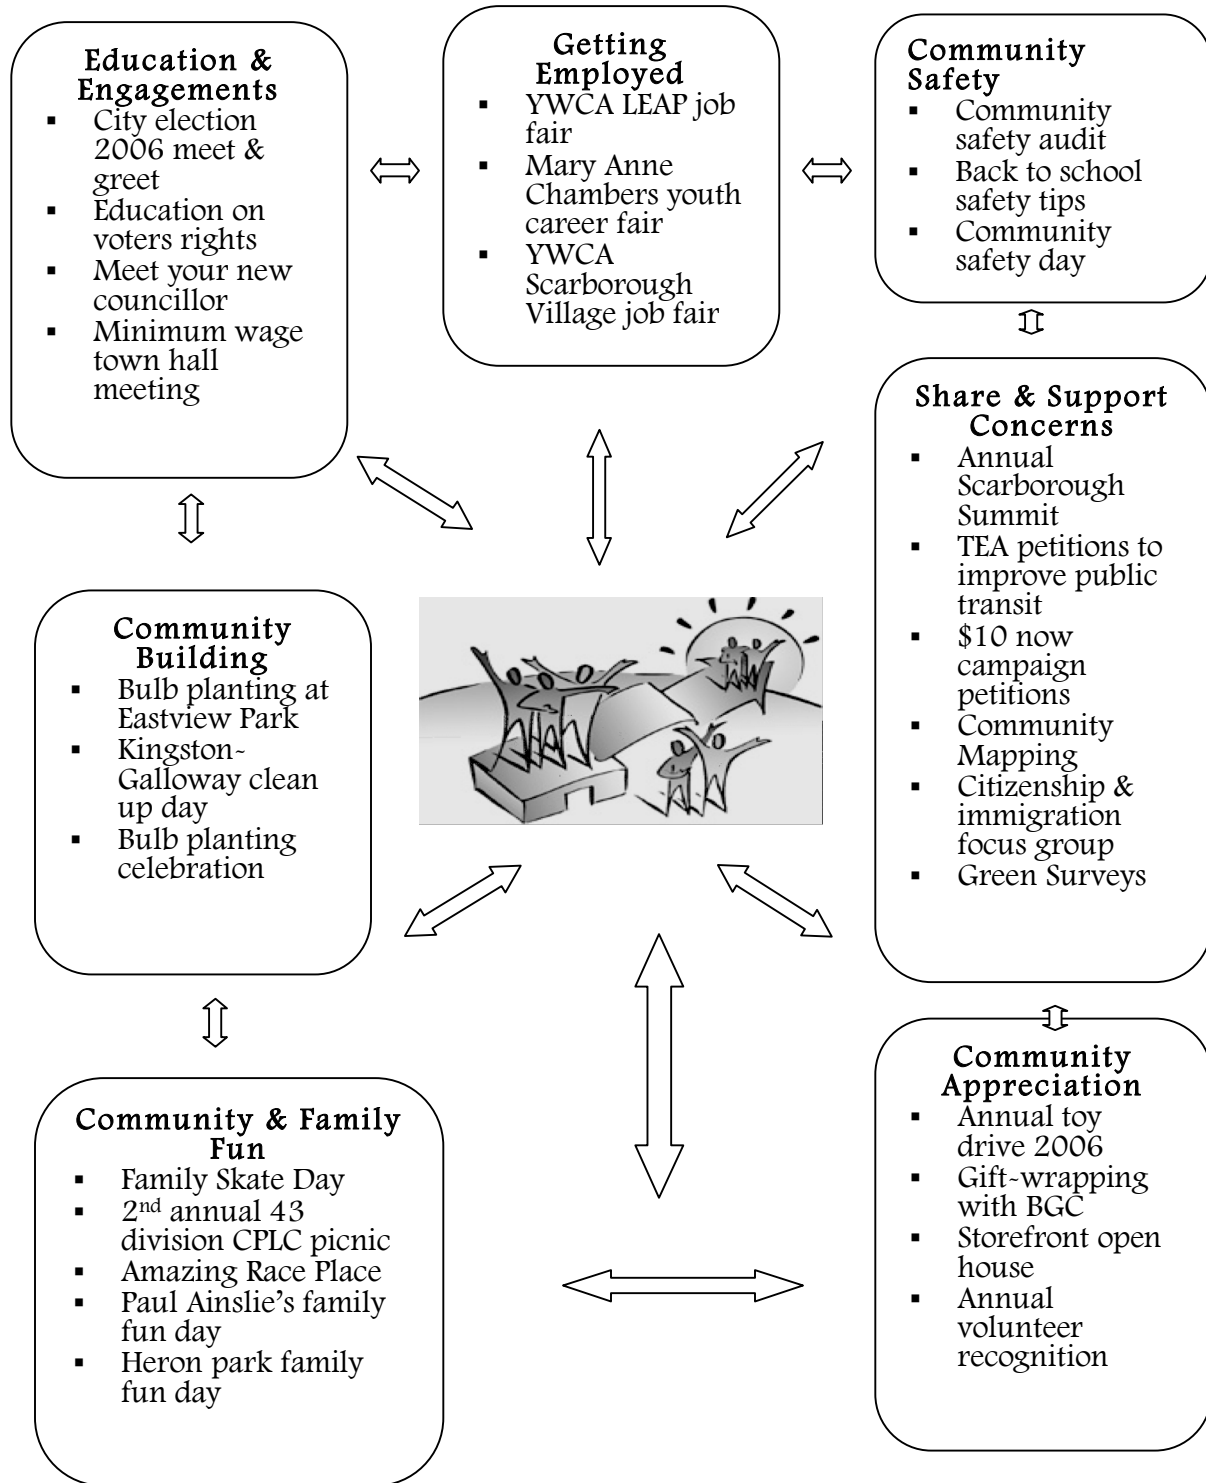 Education &
Engagements
▪ City election
2006 meet &
greet
▪ Education on
voters rights
▪ Meet your new
councillor
▪ Minimum wage
town hall
meeting
Getting
Employed
▪ YWCA LEAP job
fair
▪ Mary Anne
Chambers youth
career fair
▪ YWCA
Scarborough
Village job fair
Community
Safety
▪ Community
safety audit
▪ Back to school
safety tips
▪ Community
safety day
Share & Support
Concerns
▪ Annual
Scarborough
Summit
▪ TEA petitions to
improve public
transit
▪ $10 now
campaign
petitions
▪ Community
Mapping
▪ Citizenship &
immigration
focus group
▪ Green Surveys
Community
Building
▪ Bulb planting at
Eastview Park
▪ Kingston-
Galloway clean
up day
▪ Bulb planting
celebration
Community & Family
Fun
▪ Family Skate Day
▪ 2nd annual 43
division CPLC picnic
▪ Amazing Race Place
▪ Paul Ainslie’s family
fun day
▪ Heron park family
fun day
Community
Appreciation
▪ Annual toy
drive 2006
▪ Gift-wrapping
with BGC
▪ Storefront open
house
▪ Annual
volunteer
recognition